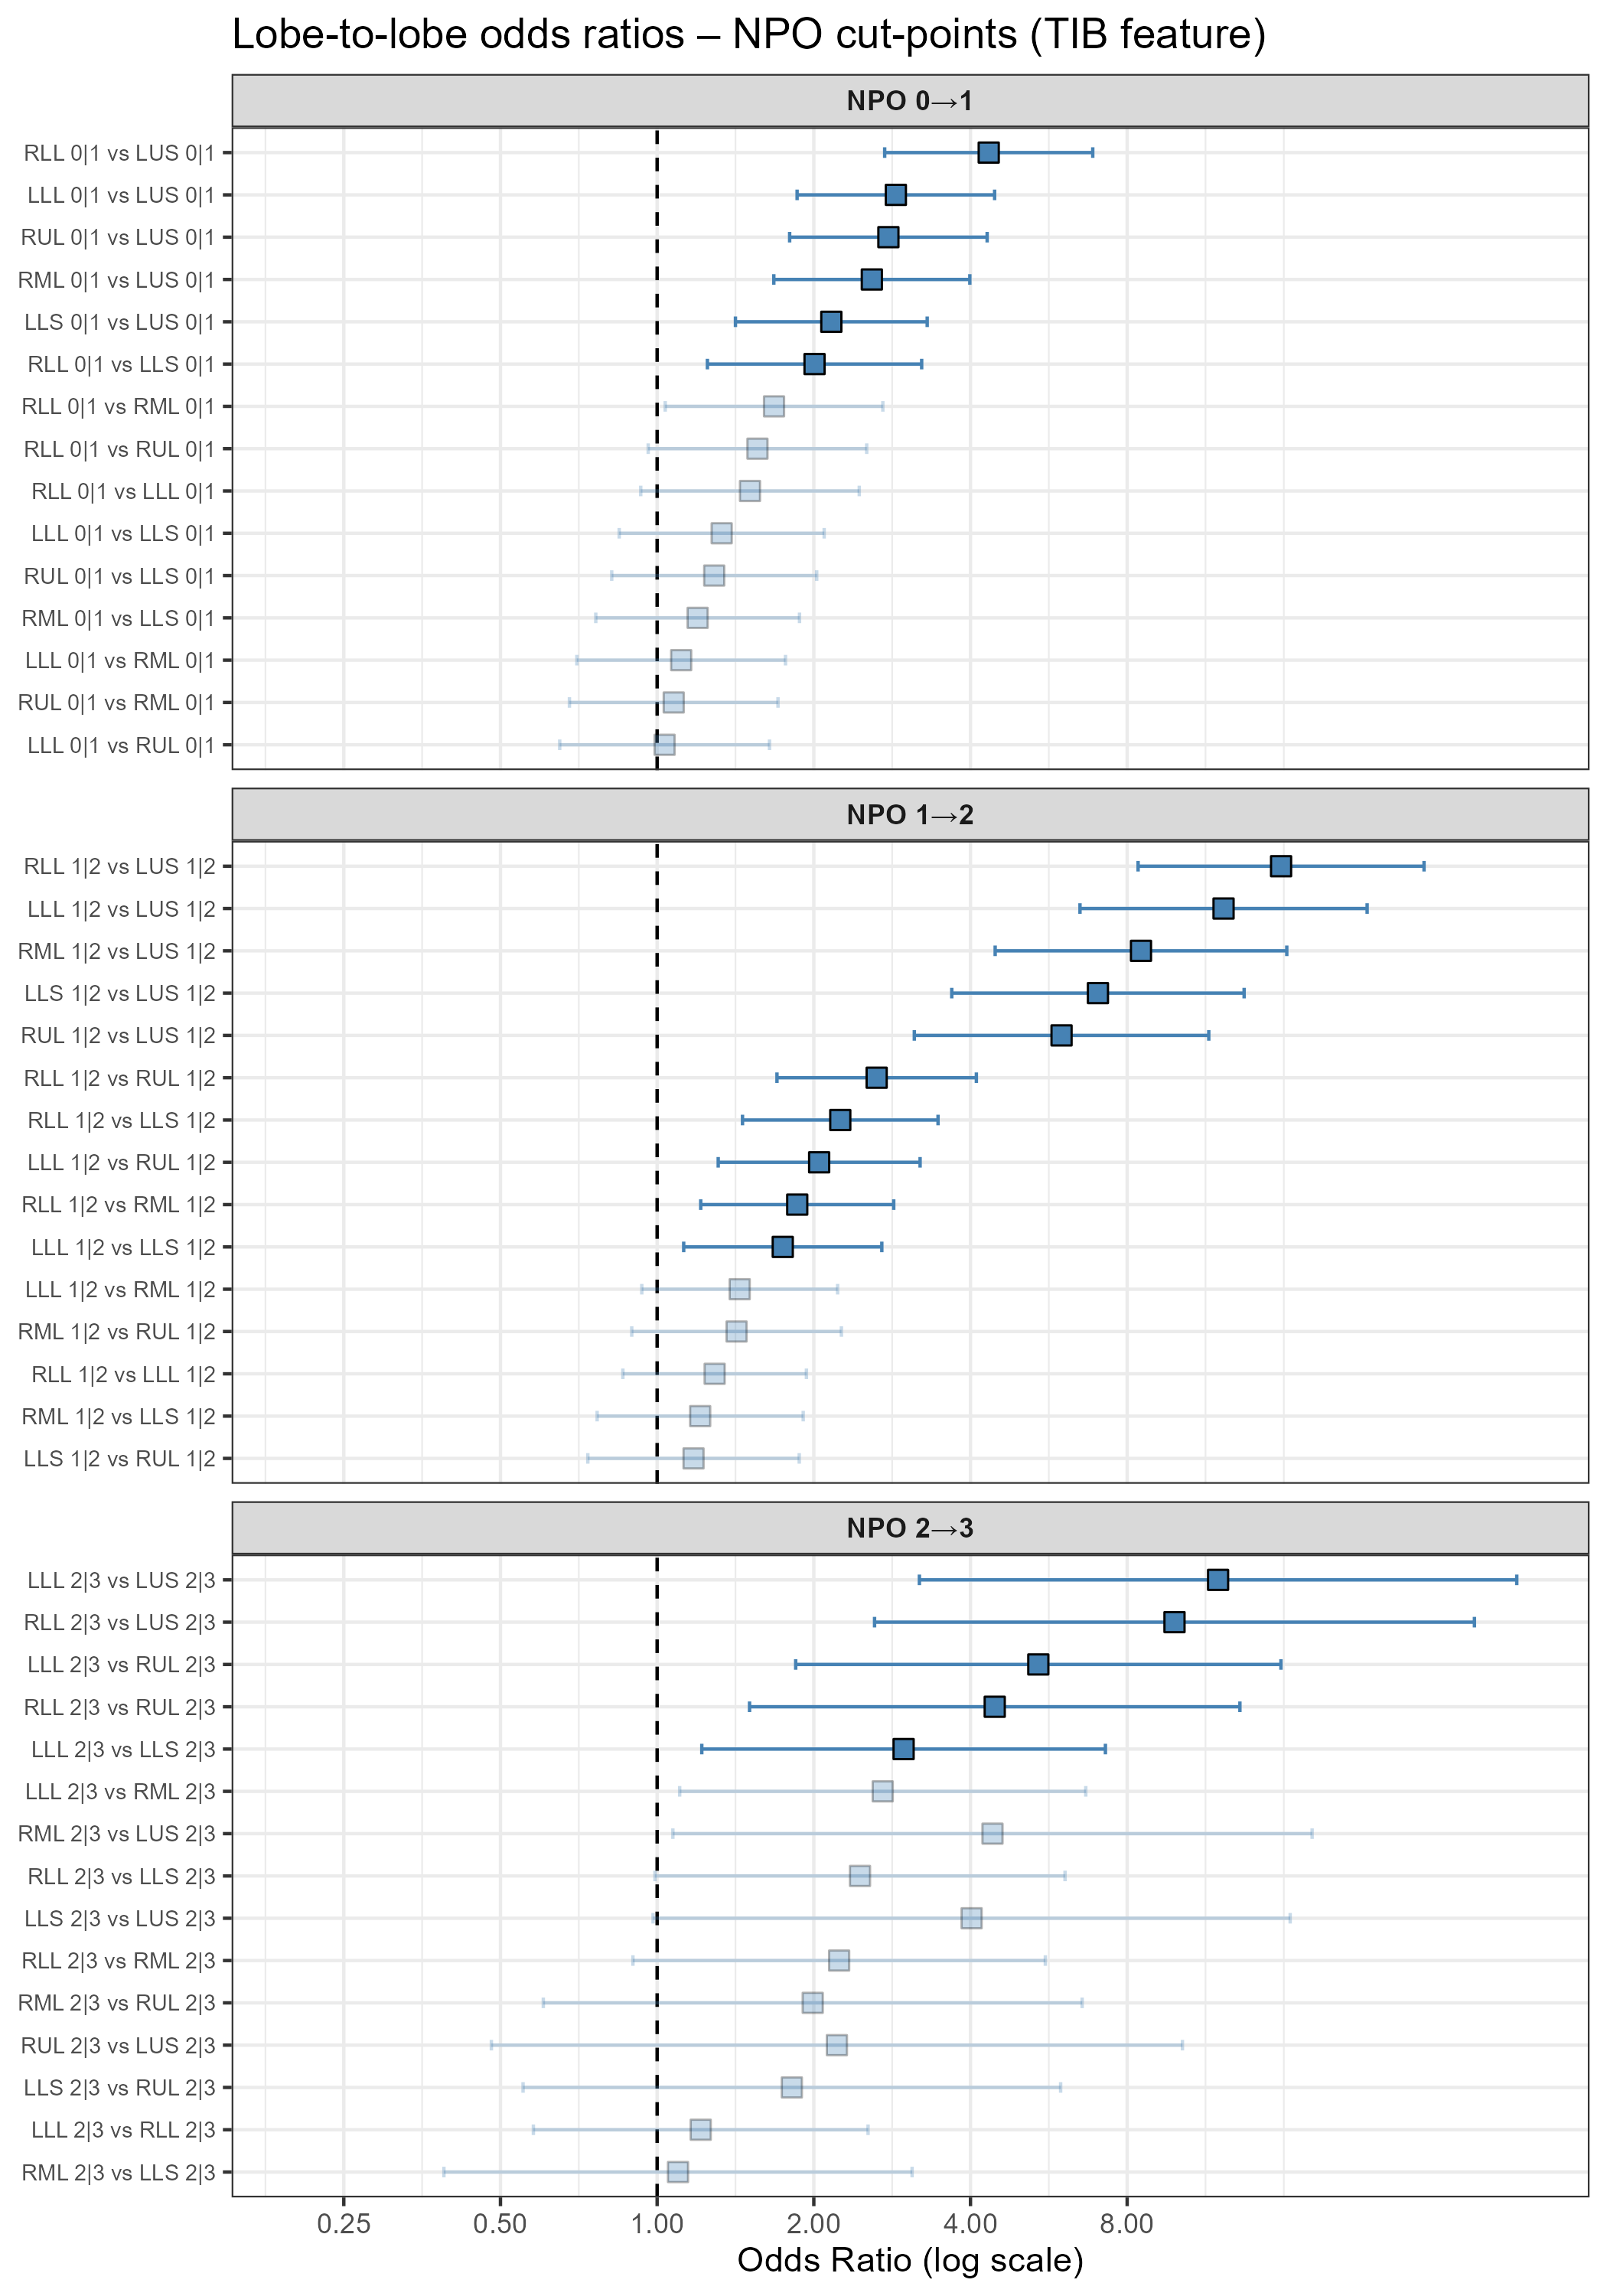 Lobe-to-lobe odds ratios – NPO cut-points (TIB feature)
NPO 0→1
RLL 0|1 vs LUS 0|1
LLL 0|1 vs LUS 0|1
RUL 0|1 vs LUS 0|1
RML 0|1 vs LUS 0|1
LLS 0|1 vs LUS 0|1
RLL 0|1 vs LLS 0|1
RLL 0|1 vs RML 0|1
RLL 0|1 vs RUL 0|1
RLL 0|1 vs LLL 0|1
LLL 0|1 vs LLS 0|1
RUL 0|1 vs LLS 0|1
RML 0|1 vs LLS 0|1
LLL 0|1 vs RML 0|1
RUL 0|1 vs RML 0|1
LLL 0|1 vs RUL 0|1
NPO 1→2
RLL 1|2 vs LUS 1|2
LLL 1|2 vs LUS 1|2
RML 1|2 vs LUS 1|2
LLS 1|2 vs LUS 1|2
RUL 1|2 vs LUS 1|2
RLL 1|2 vs RUL 1|2
RLL 1|2 vs LLS 1|2
LLL 1|2 vs RUL 1|2
RLL 1|2 vs RML 1|2
LLL 1|2 vs LLS 1|2
LLL 1|2 vs RML 1|2
RML 1|2 vs RUL 1|2
RLL 1|2 vs LLL 1|2
RML 1|2 vs LLS 1|2
LLS 1|2 vs RUL 1|2
NPO 2→3
LLL 2|3 vs LUS 2|3
RLL 2|3 vs LUS 2|3
LLL 2|3 vs RUL 2|3
RLL 2|3 vs RUL 2|3
LLL 2|3 vs LLS 2|3
LLL 2|3 vs RML 2|3
RML 2|3 vs LUS 2|3
RLL 2|3 vs LLS 2|3
LLS 2|3 vs LUS 2|3
RLL 2|3 vs RML 2|3
RML 2|3 vs RUL 2|3
RUL 2|3 vs LUS 2|3
LLS 2|3 vs RUL 2|3
LLL 2|3 vs RLL 2|3
RML 2|3 vs LLS 2|3
0.25 0.50 1.00 2.00 4.00 8.00
Odds Ratio (log scale)